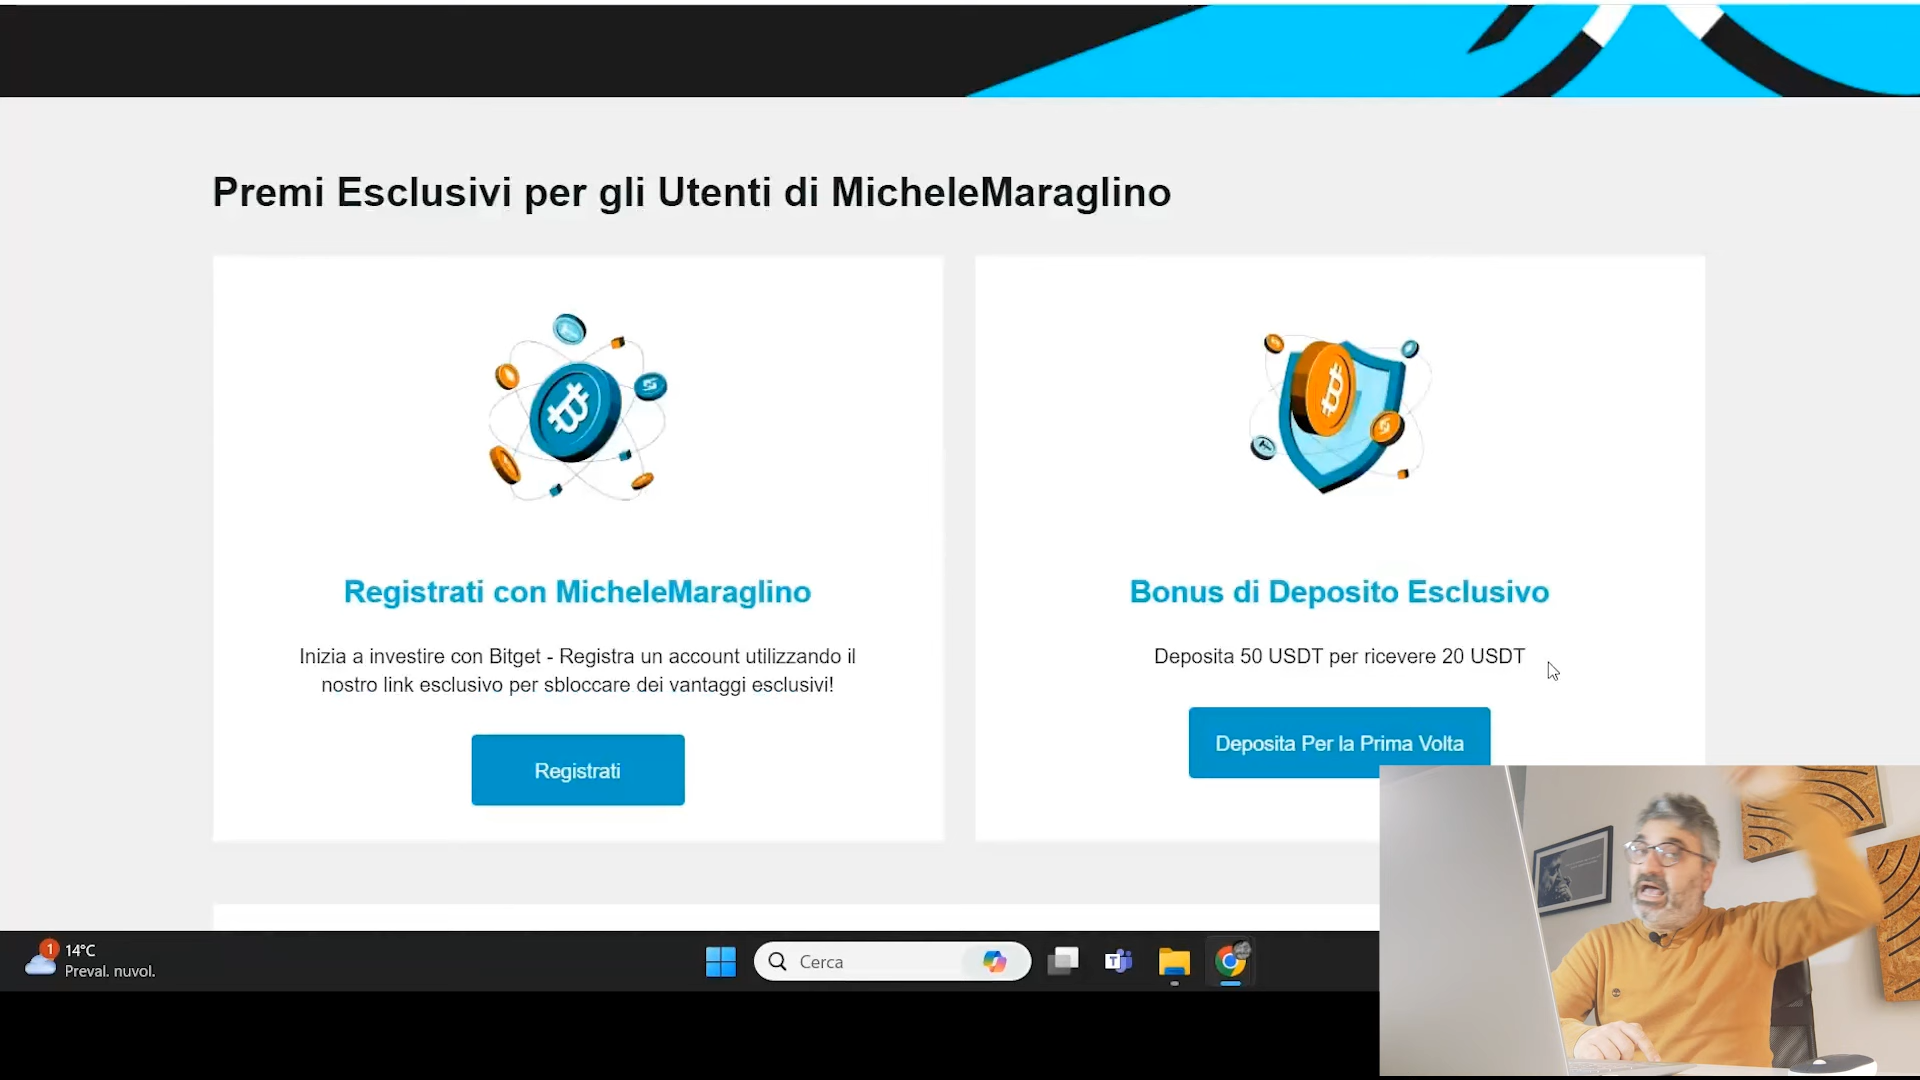 Premi Esclusivi per gli Utenti di MicheleMaraglino
Registrati con MicheleMaraglino
Inizia a investire con Bitget - Registra un account utilizzando il
nostro link esclusivo per sbloccare dei vantaggi esclusivi!
Registrati
Bonus di Deposito Esclusivo
Deposita 50 USDT per ricevere 20 USDT
Deposita Per la Prima Volta
1
14°C
Preval. nuvol.
Cerca